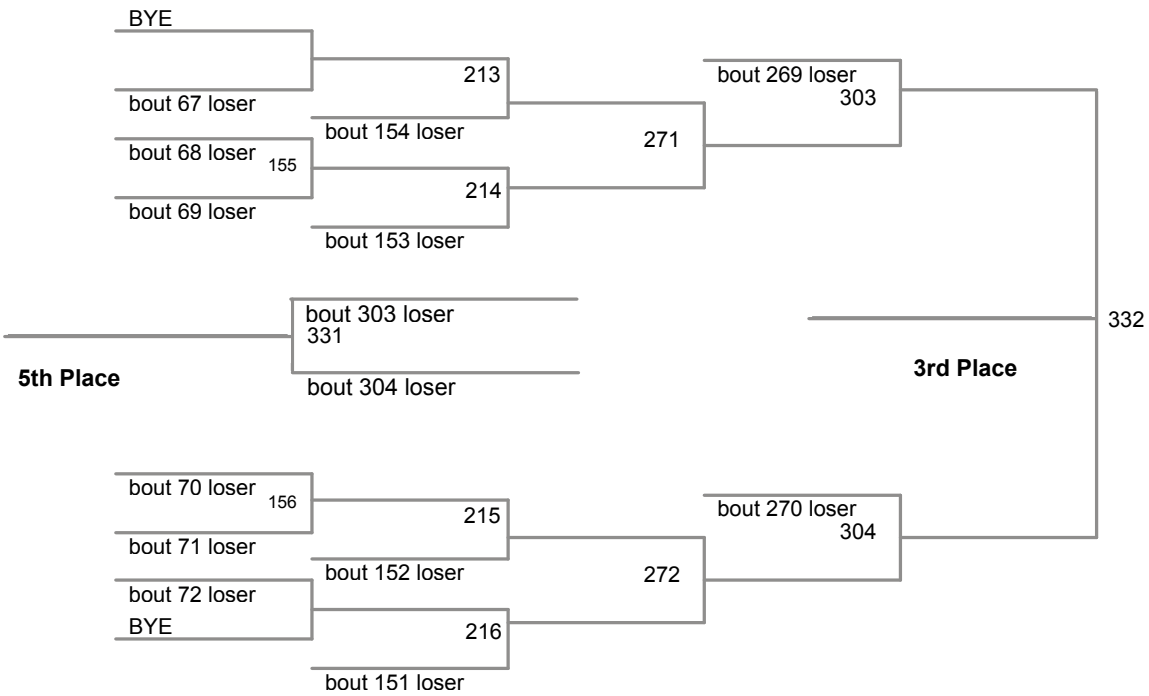 BYE
213
bout 269 loser
303
bout 67 loser
bout 154 loser
bout 68 loser
155
271
214
bout 69 loser
bout 153 loser
bout 303 loser
331
332
5th Place
3rd Place
bout 304 loser
bout 70 loser
156
215
bout 270 loser
304
bout 71 loser
bout 152 loser
272
bout 72 loser
BYE
216
bout 151 loser